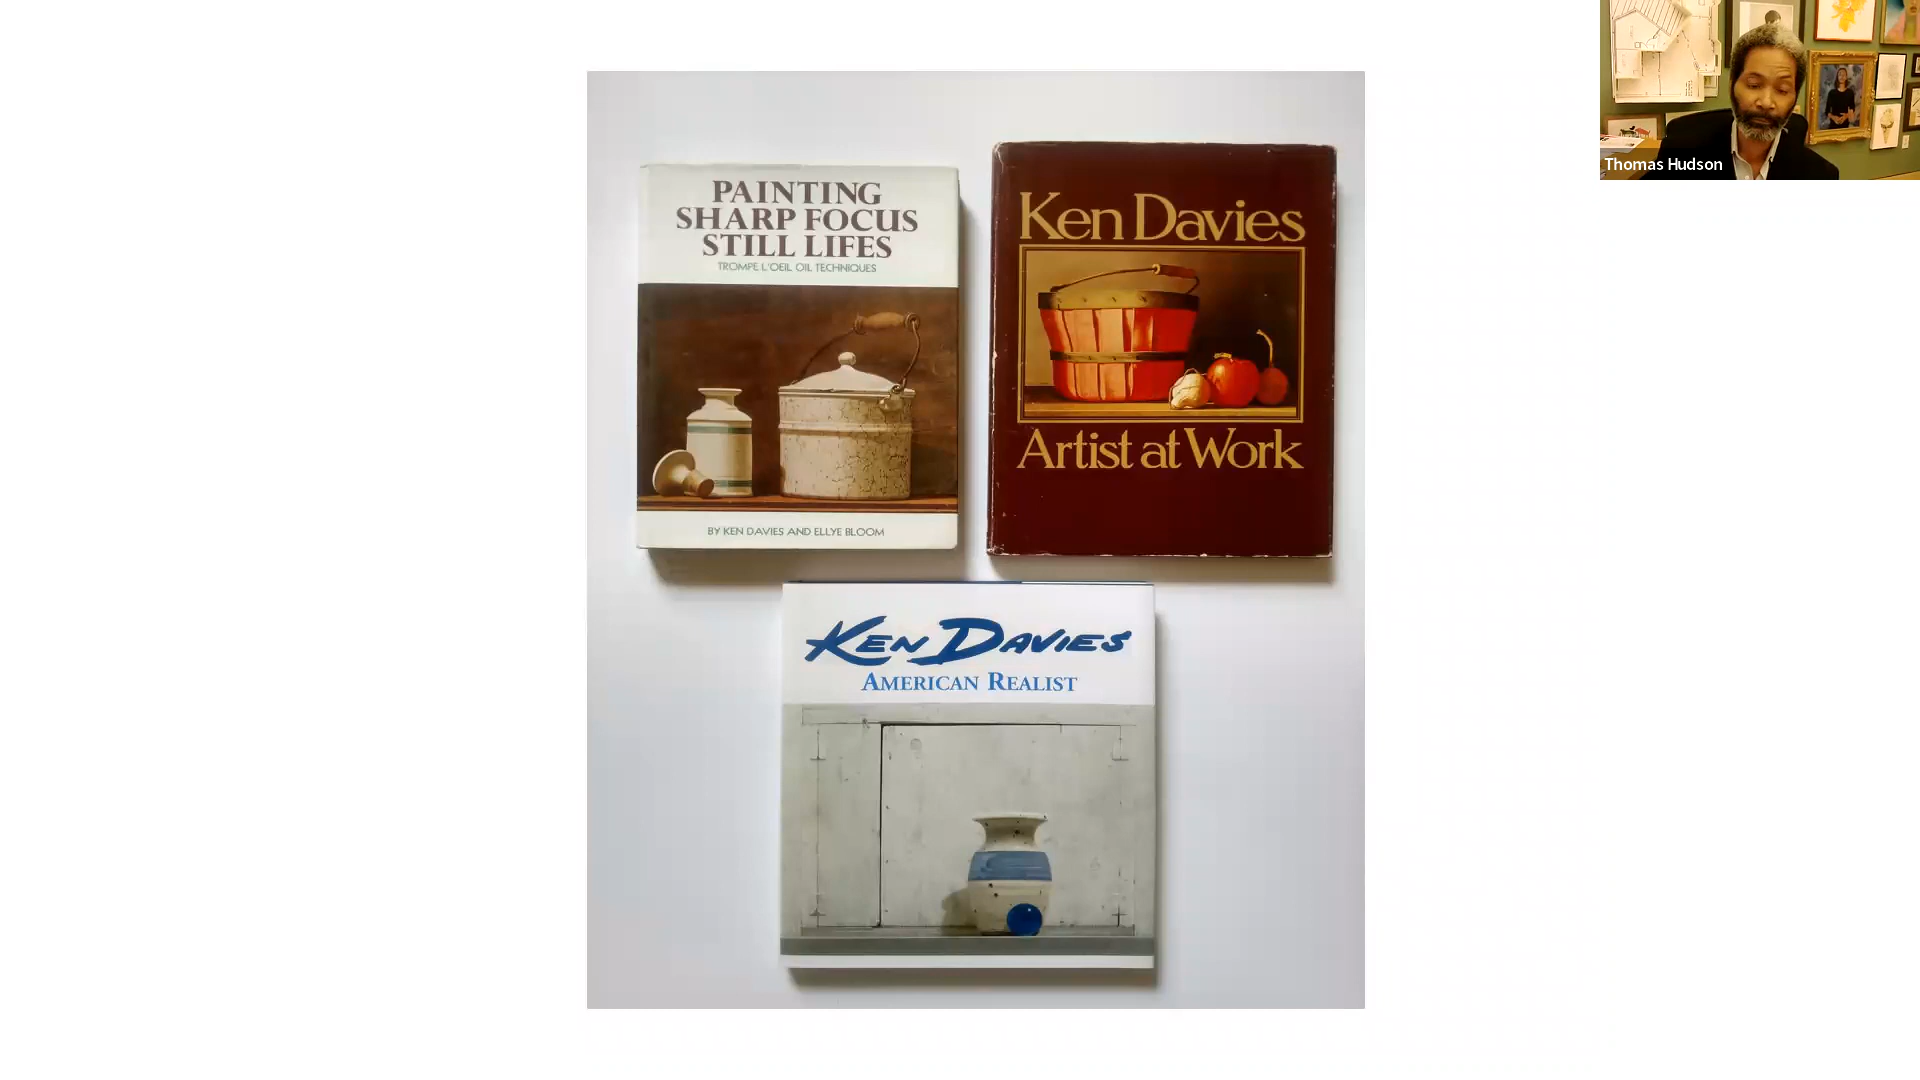 PAINTING
SHARP FOCUS
STILL LIFES
TROMPE L'OEIL OIL TECHNIQUES
BY KEN DAVIES AND ELLYE BLOOM
Ken Davies
Artist at Work
KEN DAVIES
AMERICAN REALIST
Thomas Hudson